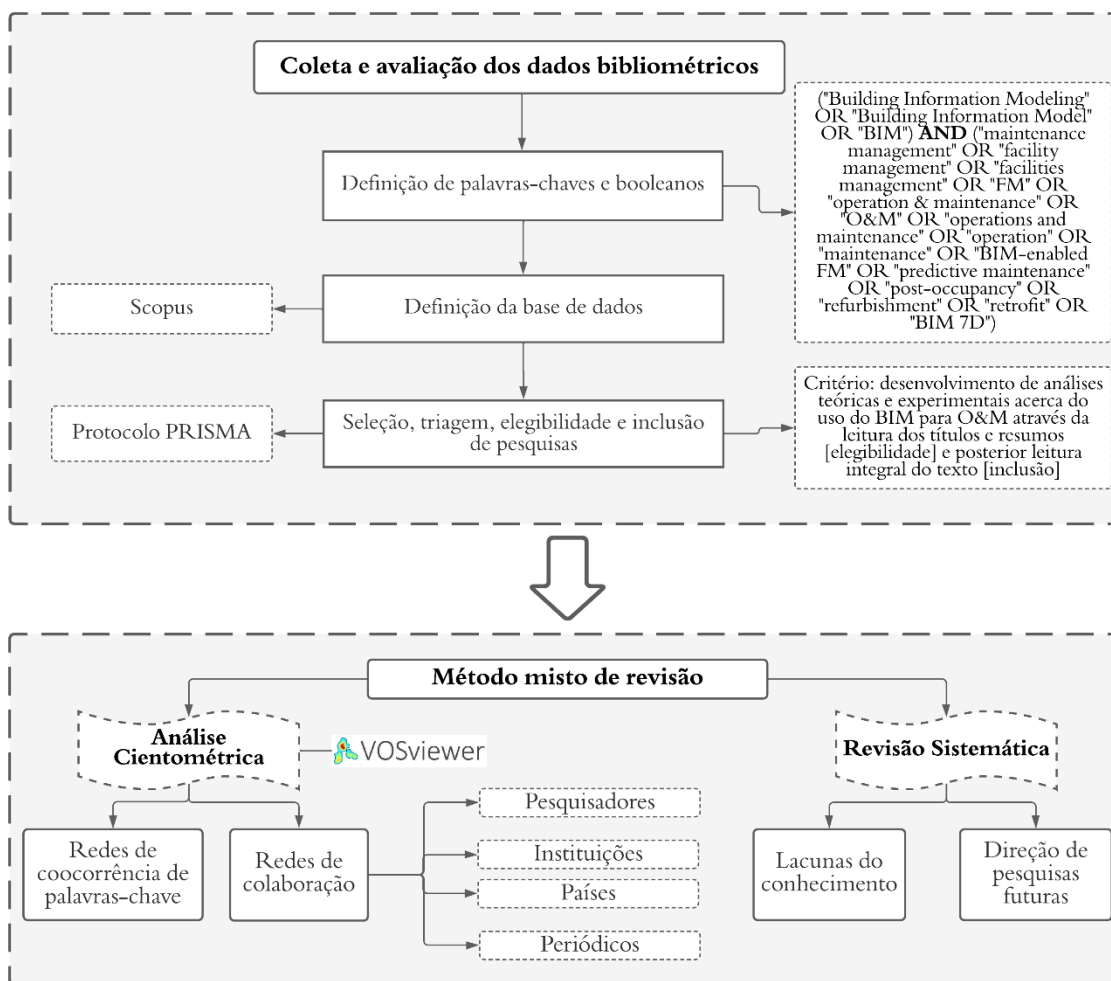 Coleta e avaliação dos dados bibliométricos
Definição de palavras-chaves e booleanos
("Building Information Modeling"
OR "Building Information Model"
OR "BIM") AND ("maintenance
management" OR "facility
management" OR "facilities
management" OR "FM" OR
"operation & maintenance" OR
"O&M" OR "operations and
maintenance" OR "operation" OR
"maintenance" OR "BIM-enabled
FM" OR "predictive maintenance"
OR "post-occupancy" OR
"refurbishment" OR "retrofit" OR
"BIM 7D")
Scopus
Definição da base de dados
Protocolo PRISMA
Seleção, triagem, elegibilidade e inclusão
de pesquisas
Critério: desenvolvimento de análises
teóricas e experimentais acerca do
uso do BIM para O&M através da
leitura dos títulos e resumos
[elegibilidade] e posterior leitura
integral do texto [inclusão]
Método misto de revisão
Análise
Cientométrica
VOSviewer
Revisão Sistemática
Redes de
coocorrência de
palavras-chave
Redes de
colaboração
Pesquisadores
Instituições
Países
Periódicos
Lacunas do
conhecimento
Direção de
pesquisas
futuras